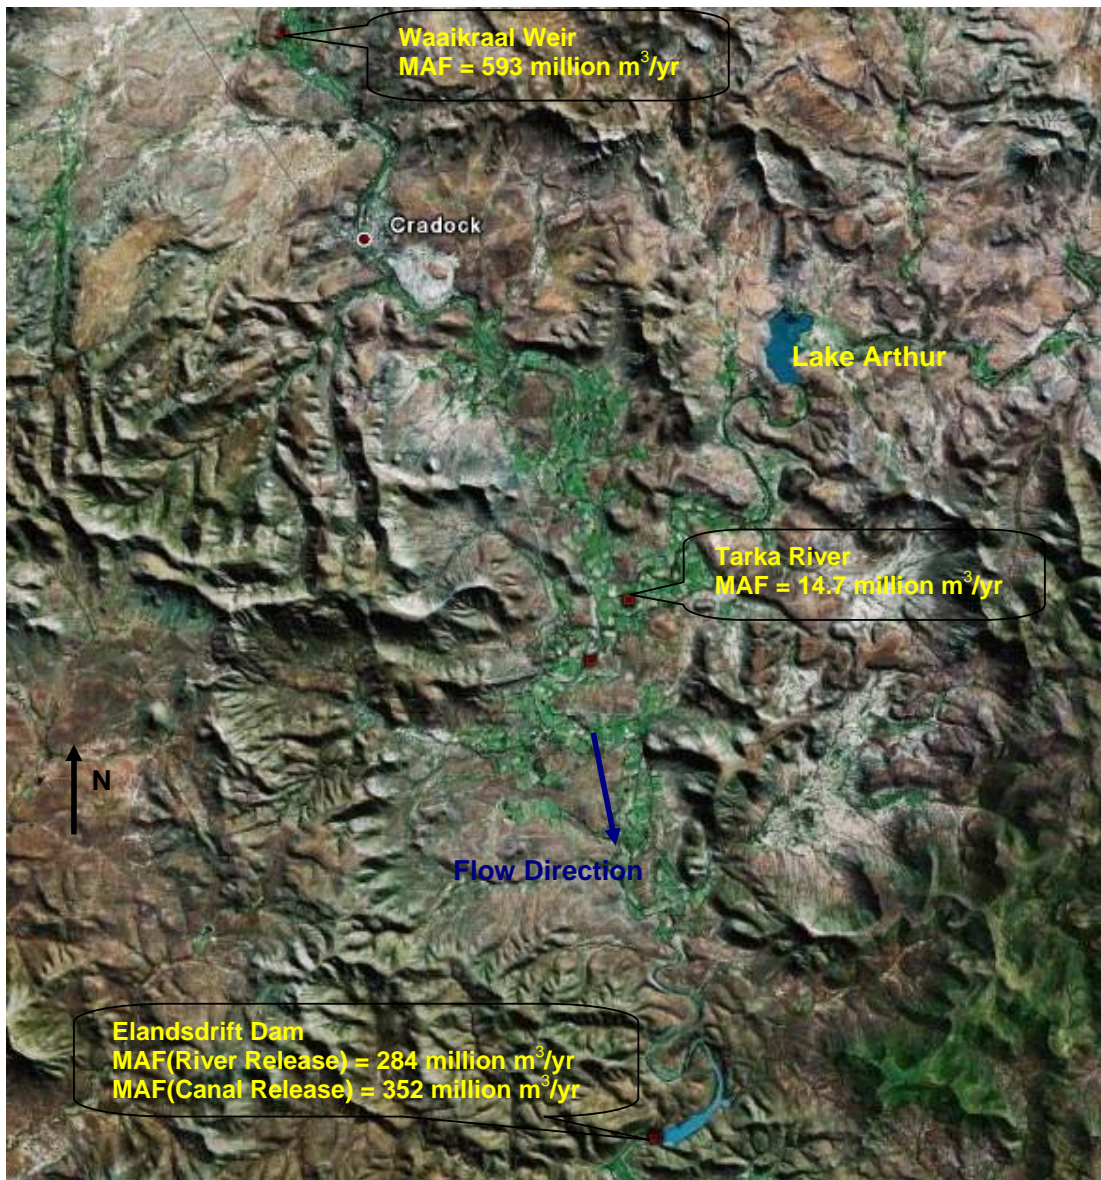 Waaikraal Weir
MAF = 593 million m³/yr
Cradock
Lake Arthur
Tarka River
MAF = 14.7 million m³/yr
N
Flow Direction
Elandsdrift Dam
MAF(River Release) = 284 million m³/yr
MAF(Canal Release) = 352 million m³/yr